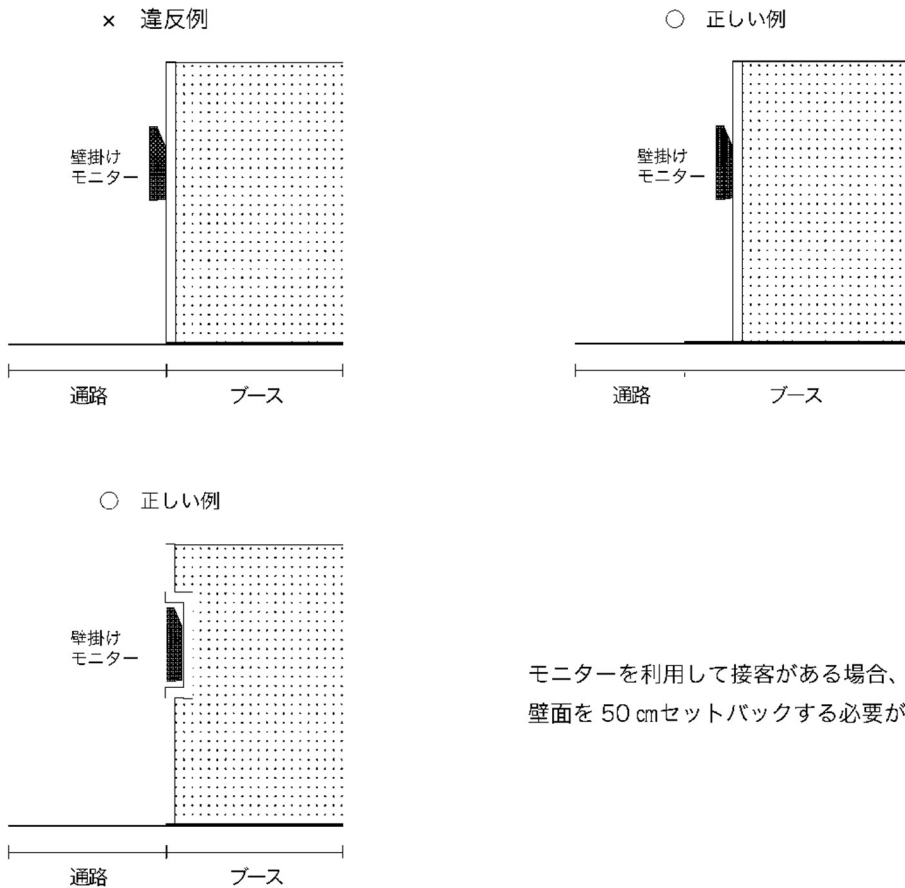 × 違反例
壁掛け
モニター
通路
ブース
○ 正しい例
壁掛け
モニター
通路
ブース
○ 正しい例
壁掛け
モニター
通路
ブース
モニターを利用して接客がある場合、
壁面を 50 ㎝セットバックする必要が